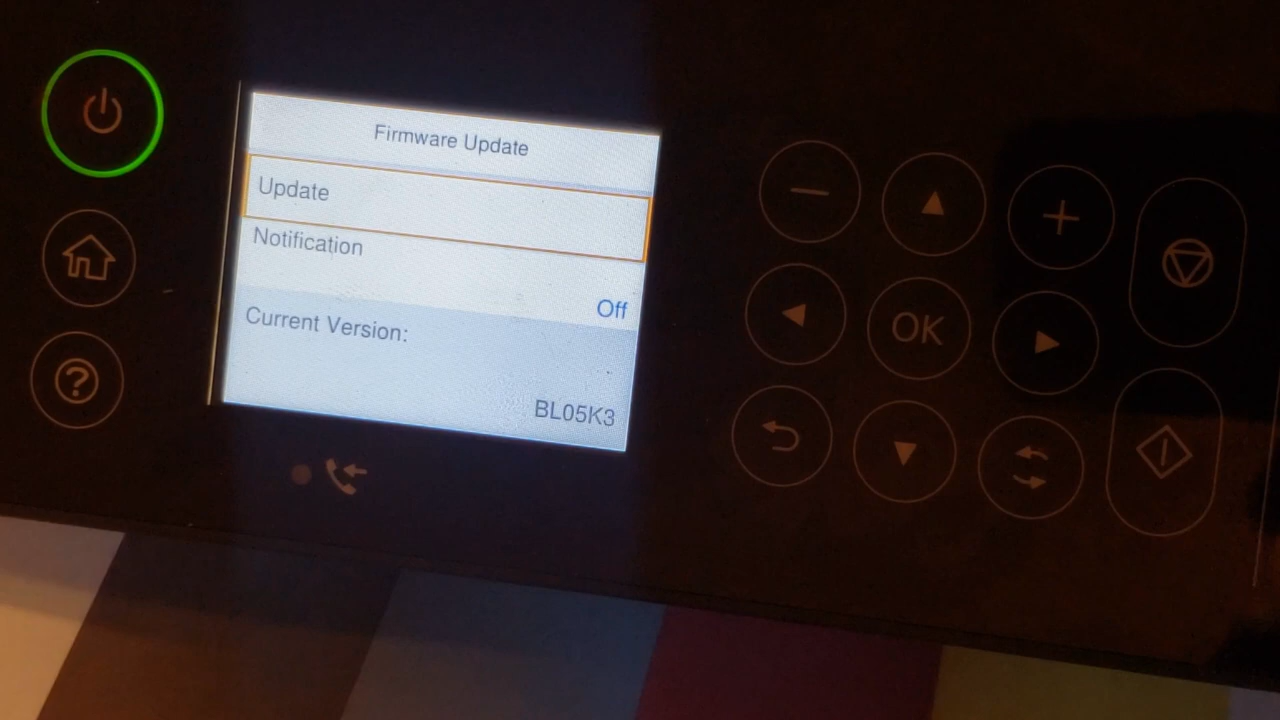 Firmware Update
Update
Notification
Off
Current Version:
BL05K3
OK